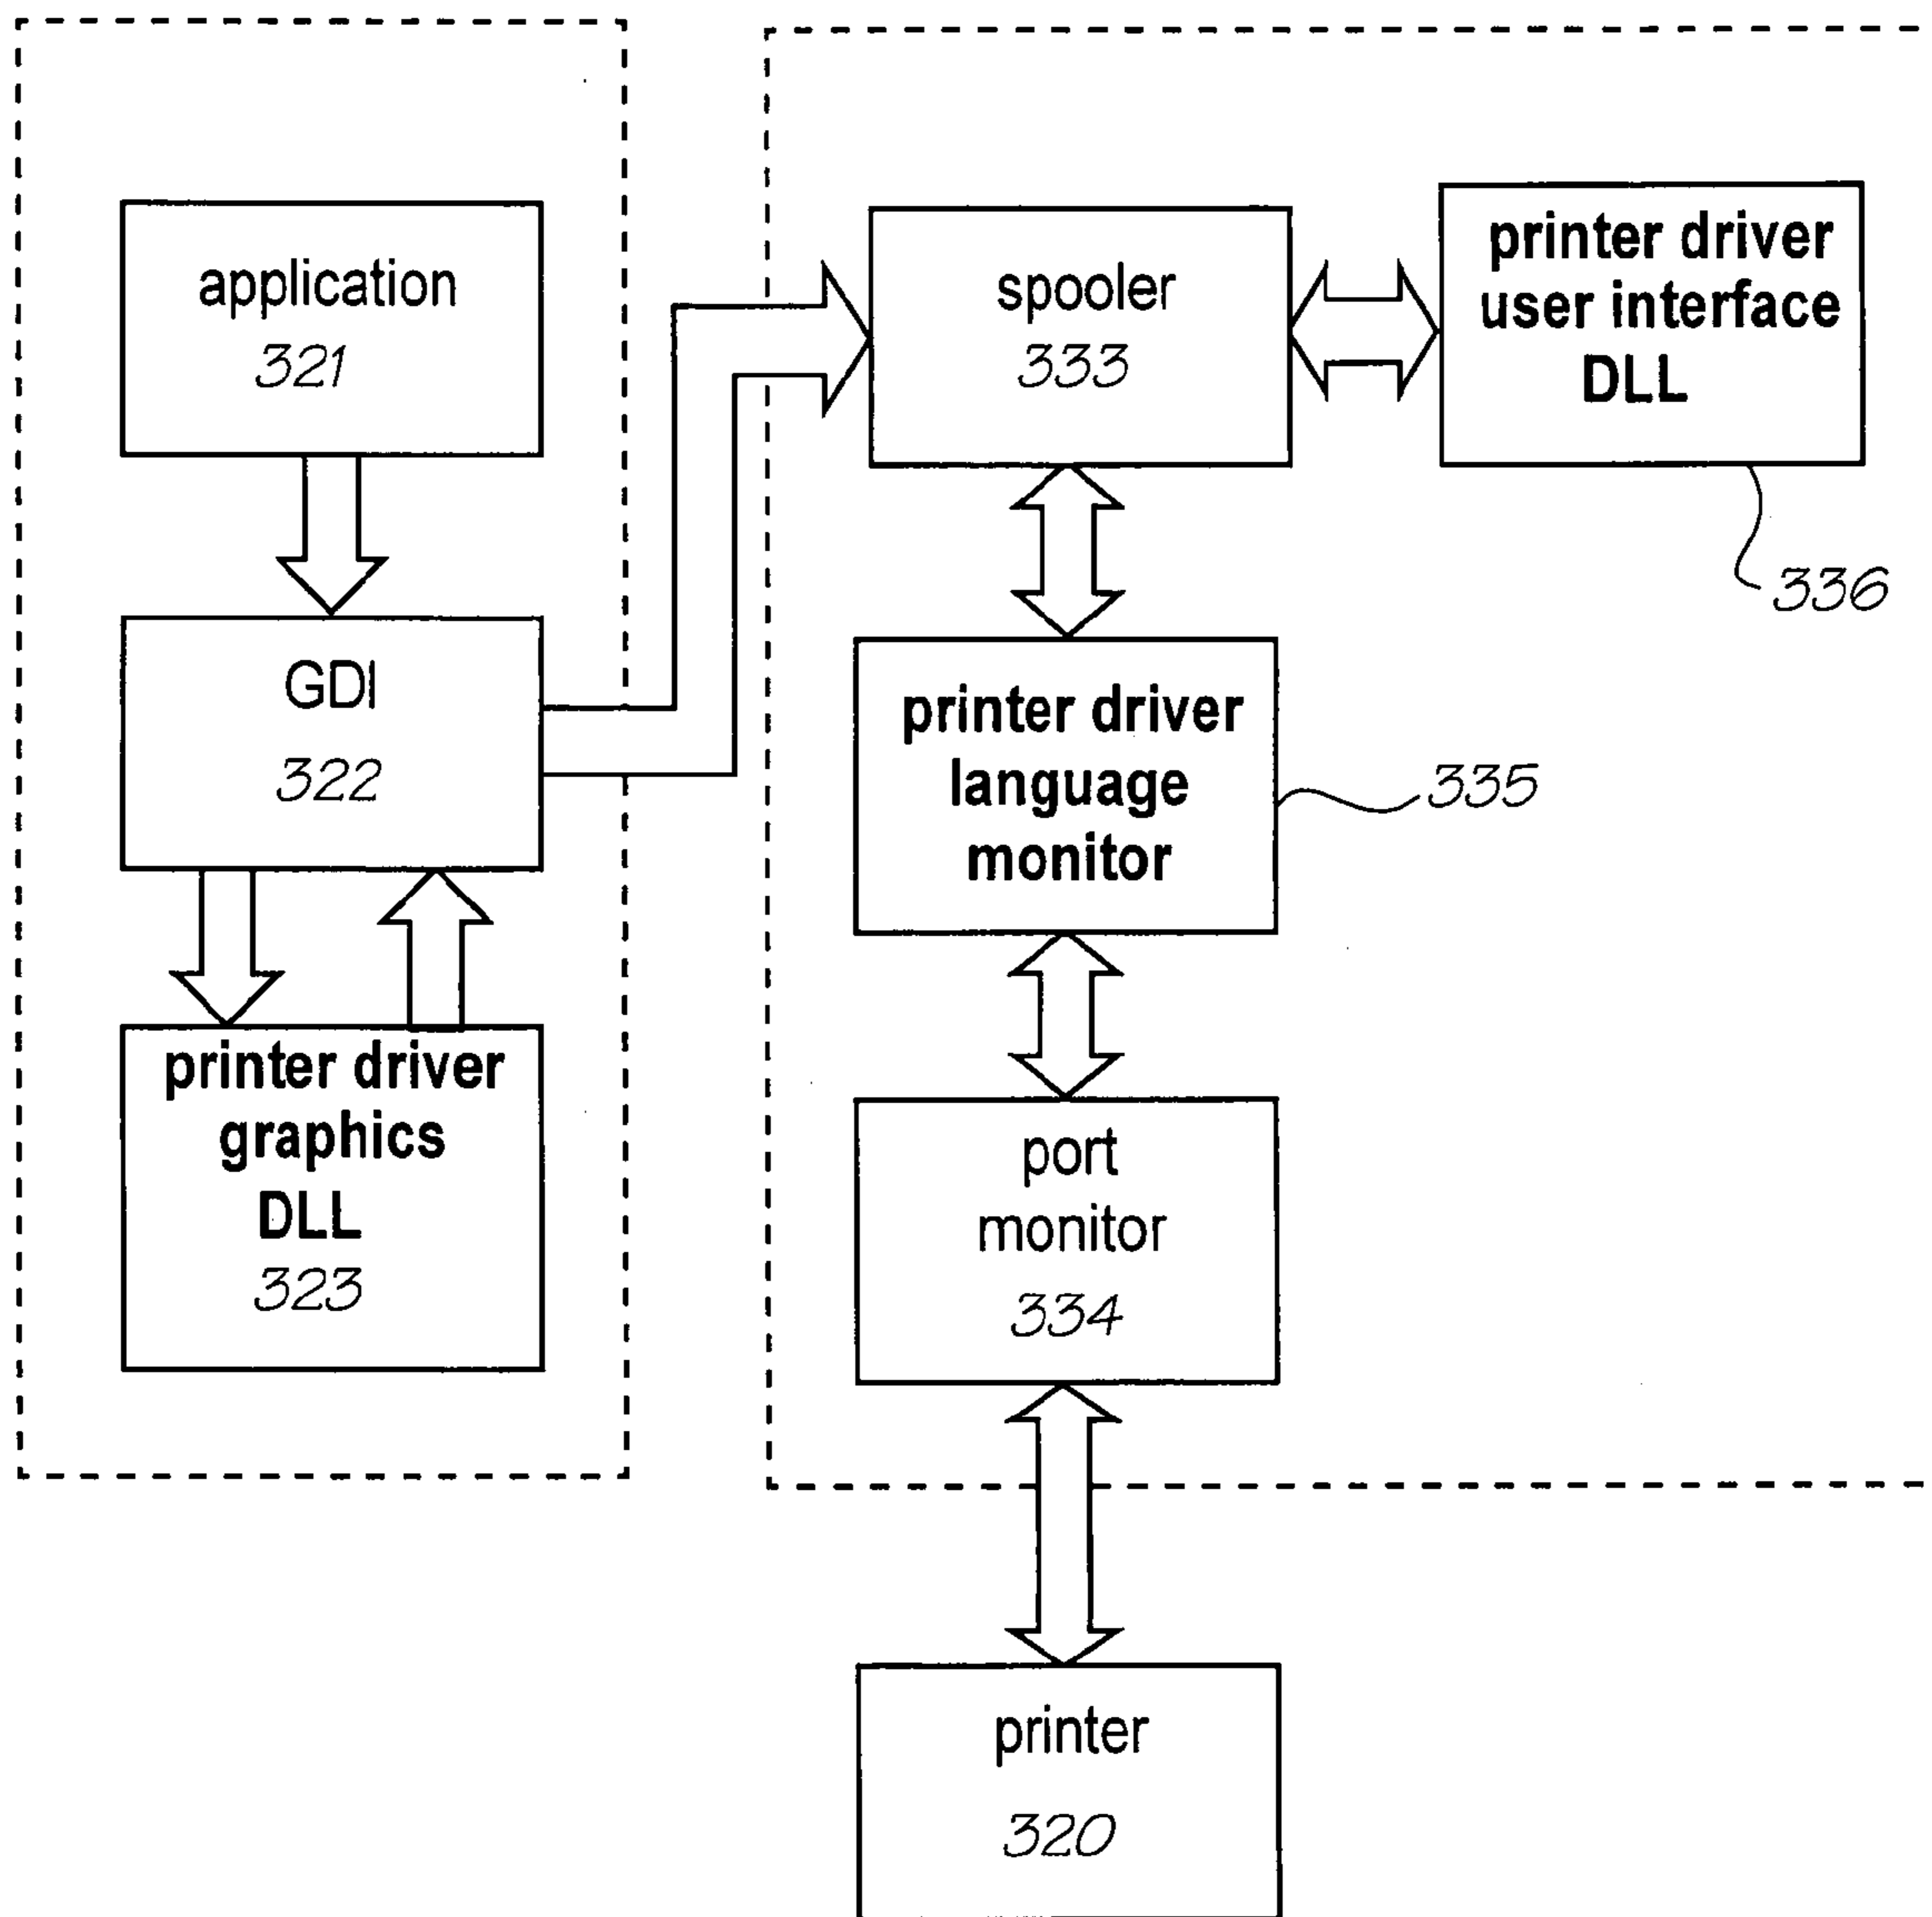 application
321
GDI
322
printer driver
graphics
DLL
323
spooler
333
printer driver
user interface
DLL
336
printer driver
language
monitor
335
port
monitor
334
printer
320